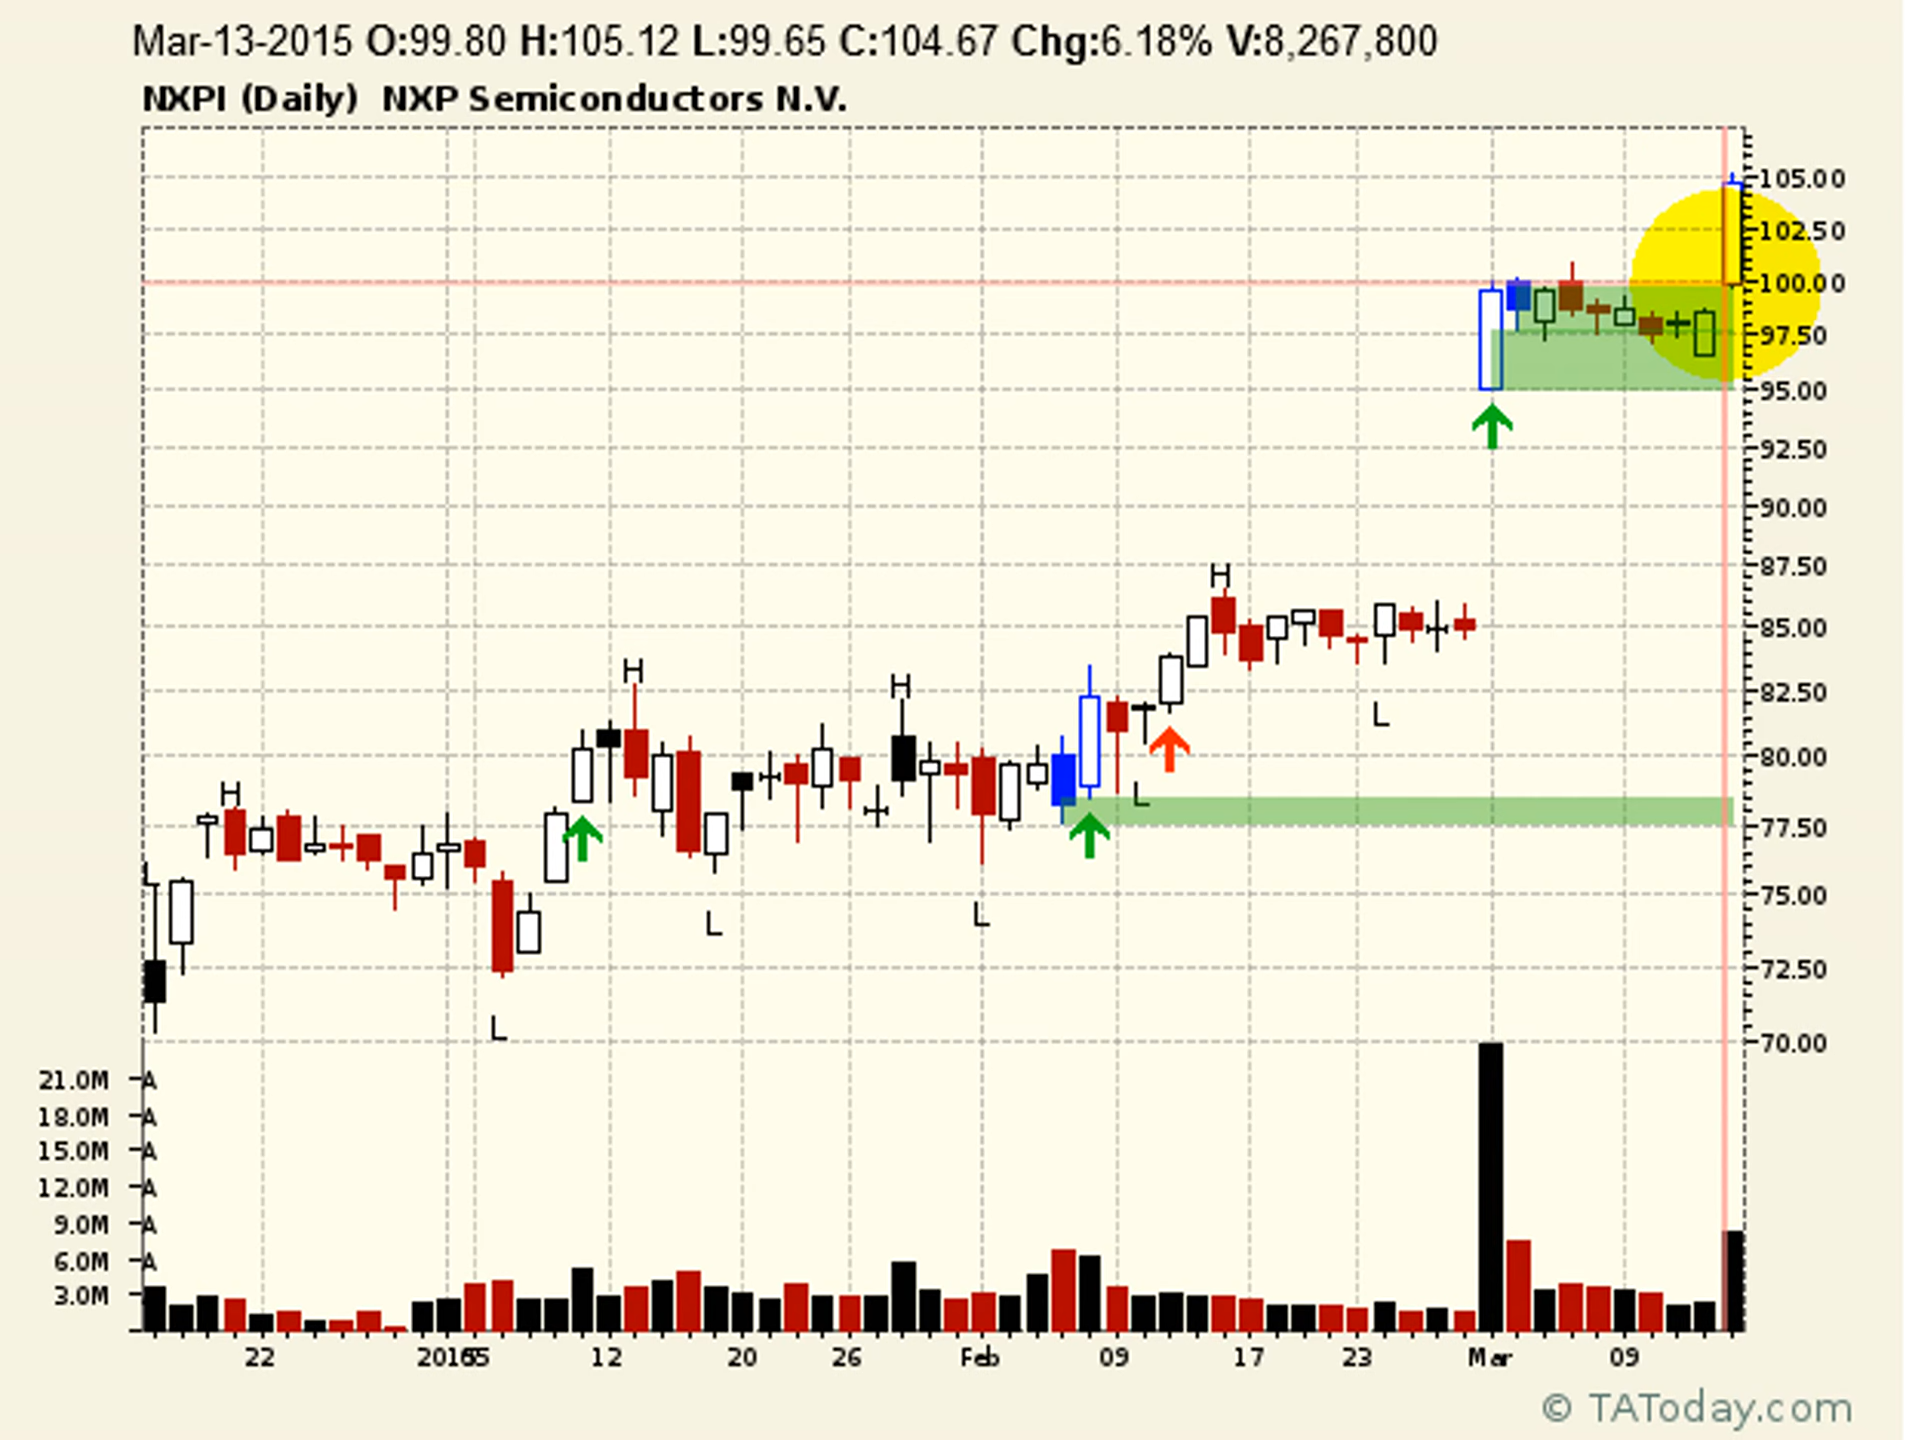 Mar-13-2015 O:99.80 H:105.12 L:99.65 C:104.67 Chg:6.18% V:8,267,800
NXPI (Daily) NXP Semiconductors N.V.
105.00
102.50
100.00
97.50
95.00
92.50
90.00
H
87.50
85.00
H
H
82.50
L
80.00
H
L
77.50
L
75.00
L
L
72.50
L
70.00
21.0M A
18.0M A
15.0M A
12.0M A
9.0M A
6.0M A
3.0M
22 12 20 26 Feb 09 17 23 Mar 09
© TAToday.com